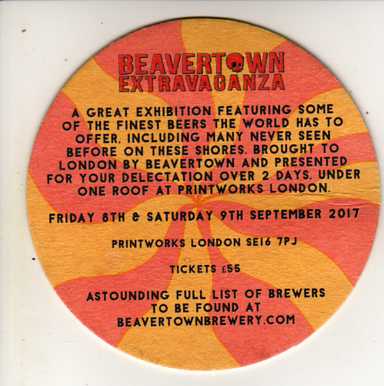 BEAVERTOWN
EXTRAVAGANZA
A GREAT EXHIBITION FEATURING SOME
OF THE FINEST BEERS THE WORLD HAS TO
OFFER, INCLUDING MANY NEVER SEEN
BEFORE ON THESE SHORES. BROUGHT TO
LONDON BY BEAVERTOWN AND PRESENTED
FOR YOUR DELECTATION OVER 2 DAYS, UNDER
ONE ROOF AT PRINTWORKS LONDON.
FRIDAY 8TH & SATURDAY 9TH SEPTEMBER 2017
PRINTWORKS LONDON SE16 7PJ
TICKETS £55
ASTOUNDING FULL LIST OF BREWERS
TO BE FOUND AT
BEAVERTOWNBREWERY.COM